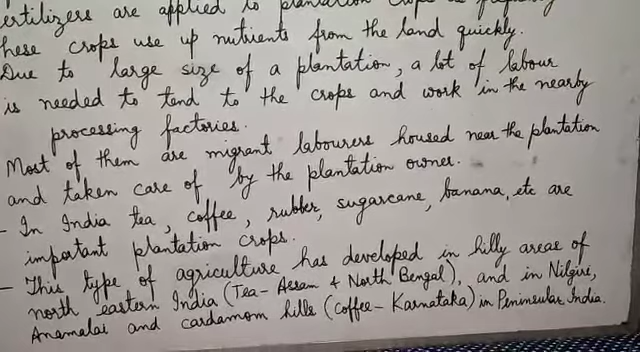 ertilizers are applied to plantation crops
hese crops use up nutrients from the land quickly.
Due to large size of a plantation, a lot of labour
is needed to tend to the crops and work in the nearby
processing factories.
Most of them are migrant labourers housed near the plantation
and taken care of by the plantation owner.
- In India tea, coffee, rubber, sugarcane, banana, etc are
important plantation crops.
- This type of agriculture has developed in hilly areas of
north eastern India (Tea - Assam & North Bengal), and in Nilgiri,
Anamalai and cardamom hills (coffee - Karnataka) in Peninsular India.